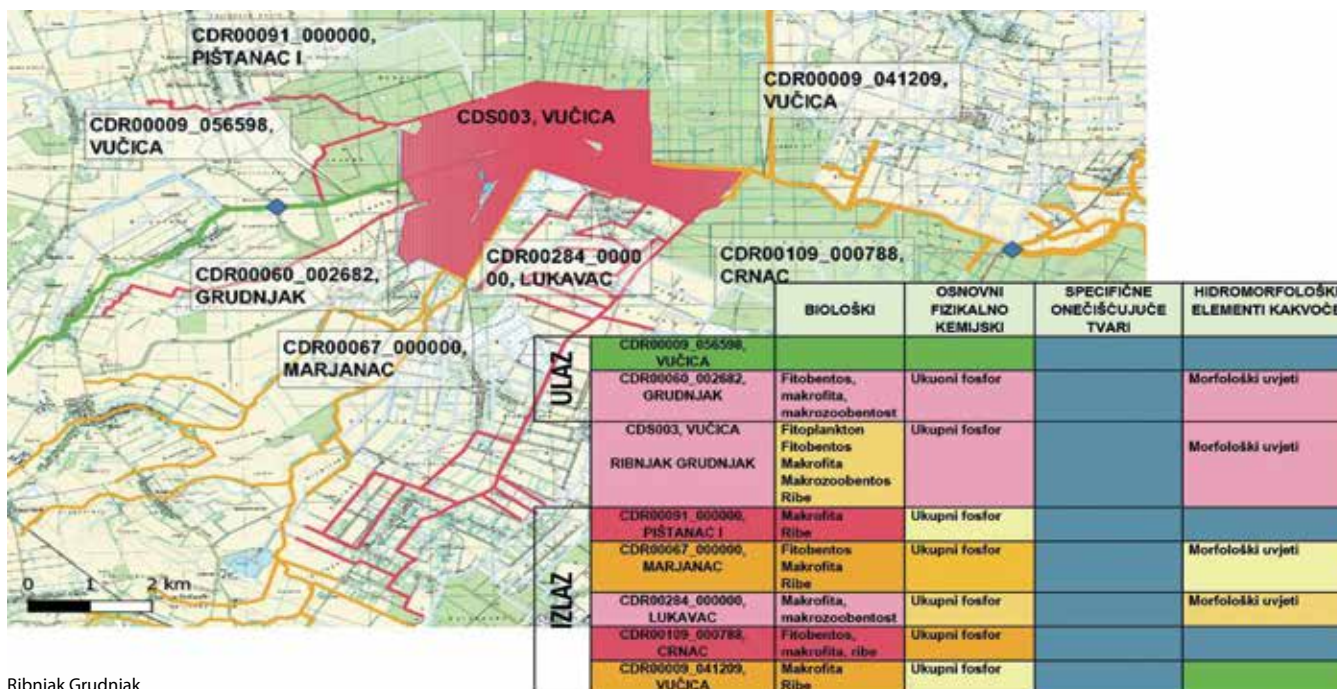 CDR00091_000000,
PIŠTANAC I
CDR00009_056598,
VUČICA
CDS003, VUČICA
CDR00009_041209,
VUČICA
CDR00060_002682,
GRUDNJAK
CDR00284_0000
00, LUKAVAC
CDR00109_000788,
CRNAC
CDR00067_000000,
MARJANAC
0 1 2 km
BIOLOŠKI
OSNOVNI
FIZIKALNO
KEMIJSKI
SPECIFIČNE
ONEČIŠĆUJUĆE
TVARI
HIDROMORFOLOŠKI
ELEMENTI KAKVOĆE
ULAZ
CDR00009_056598,
VUČICA
CDR00060_002682,
GRUDNJAK
Fitobentos,
makrofita,
makrozoobentost
Ukuoni fosfor
Morfološki uvjeti
CDS003, VUČICA
RIBNJAK GRUDNJAK
Fitoplankton
Fitobentos
Makrofita
Makrozoobentos
Ribe
Ukupni fosfor
Morfološki uvjeti
IZLAZ
CDR00091_000000,
PIŠTANAC I
Makrofita
Ribe
Ukupni fosfor
CDR00067_000000,
MARJANAC
Fitobentos
Makrofita
Ribe
Ukupni fosfor
Morfološki uvjeti
CDR00284_000000,
LUKAVAC
Makrofita,
makrozoobentost
Ukupni fosfor
Morfološki uvjeti
CDR00109_000788,
CRNAC
Fitobentos,
makrofita, ribe
Ukupni fosfor
CDR00009_041209,
VUČICA
Makrofita
Ribe
Ukupni fosfor
Ribnjak Grudnjak